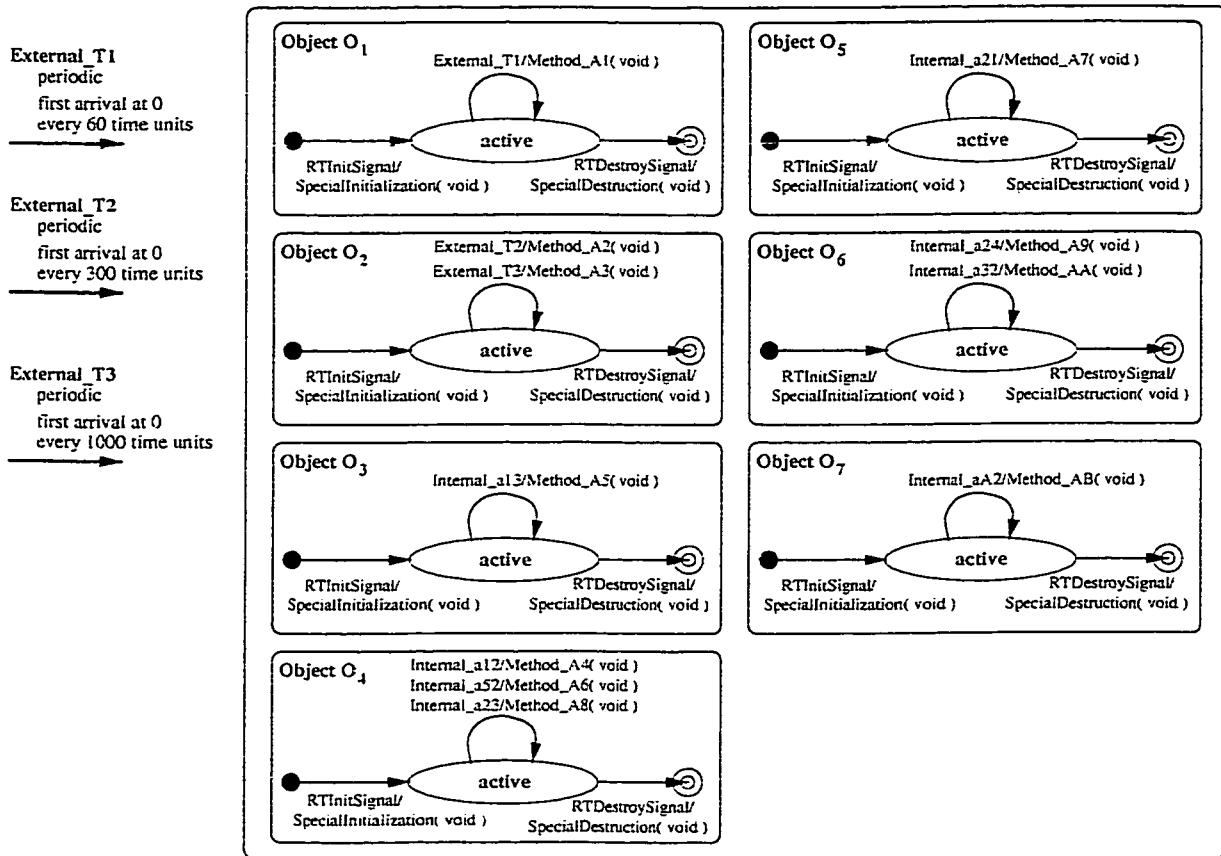 External_T1
periodic
first arrival at 0
every 60 time units
External_T2
periodic
first arrival at 0
every 300 time units
External_T3
periodic
first arrival at 0
every 1000 time units
Object O1
External_T1/Method_A1( void )
active
RTInitSignal/
SpecialInitialization( void )
RTDestroySignal/
SpecialDestruction( void )
Object O2
External_T2/Method_A2( void )
External_T3/Method_A3( void )
active
RTInitSignal/
SpecialInitialization( void )
RTDestroySignal/
SpecialDestruction( void )
Object O3
Internal_a13/Method_A5( void )
active
RTInitSignal/
SpecialInitialization( void )
RTDestroySignal/
SpecialDestruction( void )
Object O4
Internal_a12/Method_A4( void )
Internal_a52/Method_A6( void )
Internal_a23/Method_A8( void )
active
RTInitSignal/
SpecialInitialization( void )
RTDestroySignal/
SpecialDestruction( void )
Object O5
Internal_a21/Method_A7( void )
active
RTInitSignal/
SpecialInitialization( void )
RTDestroySignal/
SpecialDestruction( void )
Object O6
Internal_a24/Method_A9( void )
Internal_a32/Method_AA( void )
active
RTInitSignal/
SpecialInitialization( void )
RTDestroySignal/
SpecialDestruction( void )
Object O7
Internal_aA2/Method_AB( void )
active
RTInitSignal/
SpecialInitialization( void )
RTDestroySignal/
SpecialDestruction( void )